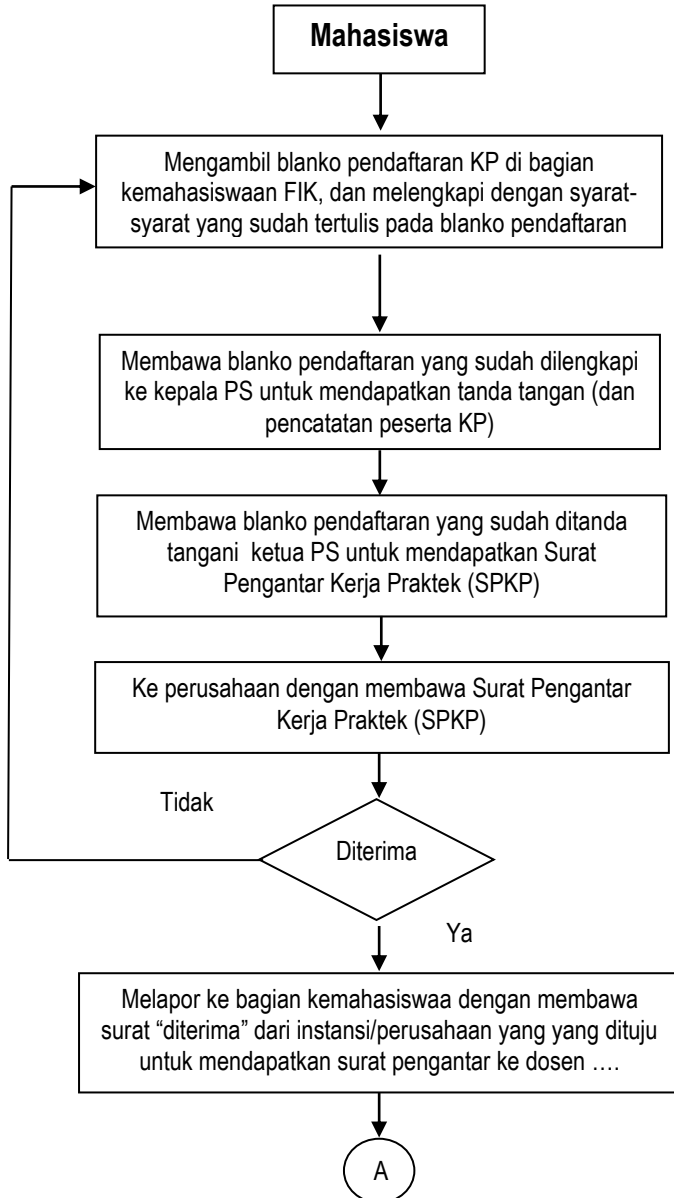 Mahasiswa
Mengambil blanko pendaftaran KP di bagian
kemahasiswaan FIK, dan melengkapi dengan syarat-
syarat yang sudah tertulis pada blanko pendaftaran
Membawa blanko pendaftaran yang sudah dilengkapi
ke kepala PS untuk mendapatkan tanda tangan (dan
pencatatan peserta KP)
Membawa blanko pendaftaran yang sudah ditanda
tangani ketua PS untuk mendapatkan Surat
Pengantar Kerja Praktek (SPKP)
Ke perusahaan dengan membawa Surat Pengantar
Kerja Praktek (SPKP)
Tidak
Diterima
Ya
Melapor ke bagian kemahasiswaa dengan membawa
surat “diterima” dari instansi/perusahaan yang yang dituju
untuk mendapatkan surat pengantar ke dosen ….
A